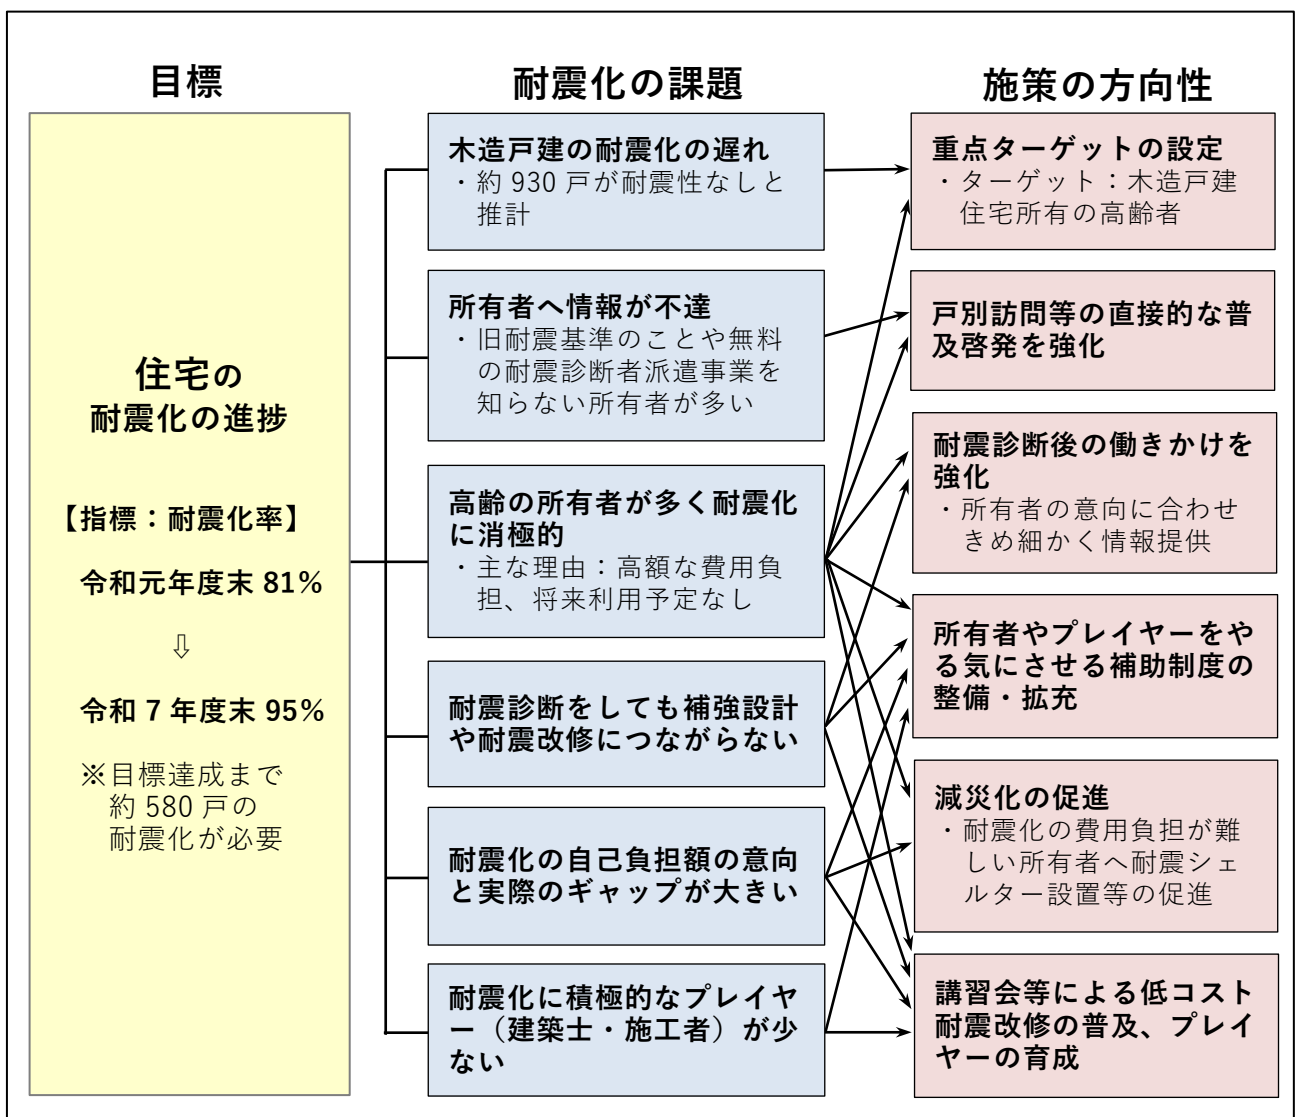 目標
住宅の
耐震化の進捗
【指標：耐震化率】
令和元年度末 81%
⇩
令和 7 年度末 95%
※目標達成まで
約 580 戸の
耐震化が必要
耐震化の課題
木造戸建の耐震化の遅れ
・約 930 戸が耐震性なしと
推計
所有者へ情報が不達
・旧耐震基準のことや無料
の耐震診断者派遣事業を
知らない所有者が多い
高齢の所有者が多く耐震化
に消極的
・主な理由：高額な費用負
担、将来利用予定なし
耐震診断をしても補強設計
や耐震改修につながらない
耐震化の自己負担額の意向
と実際のギャップが大きい
耐震化に積極的なプレイヤ
ー（建築士・施工者）が少
ない
施策の方向性
重点ターゲットの設定
・ターゲット：木造戸建
住宅所有の高齢者
戸別訪問等の直接的な普
及啓発を強化
耐震診断後の働きかけを
強化
・所有者の意向に合わせ
きめ細かく情報提供
所有者やプレイヤーをや
る気にさせる補助制度の
整備・拡充
減災化の促進
・耐震化の費用負担が難
しい所有者へ耐震シェ
ルター設置等の促進
講習会等による低コスト
耐震改修の普及、プレイ
ヤーの育成